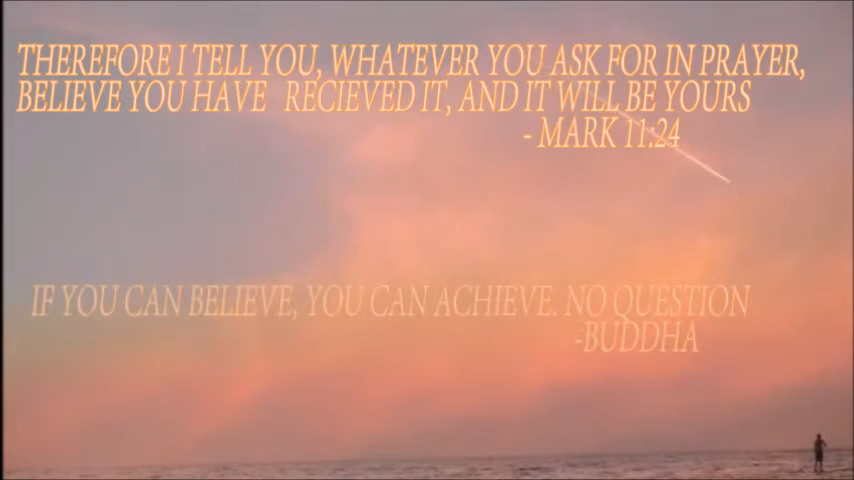 THEREFORE I TELL YOU, WHATEVER YOU ASK FOR IN PRAYER,
BELIEVE YOU HAVE RECIEVED IT, AND IT WILL BE YOURS
- MARK 11:24
IF YOU CAN BELIEVE, YOU CAN ACHIEVE. NO QUESTION
-BUDDHA